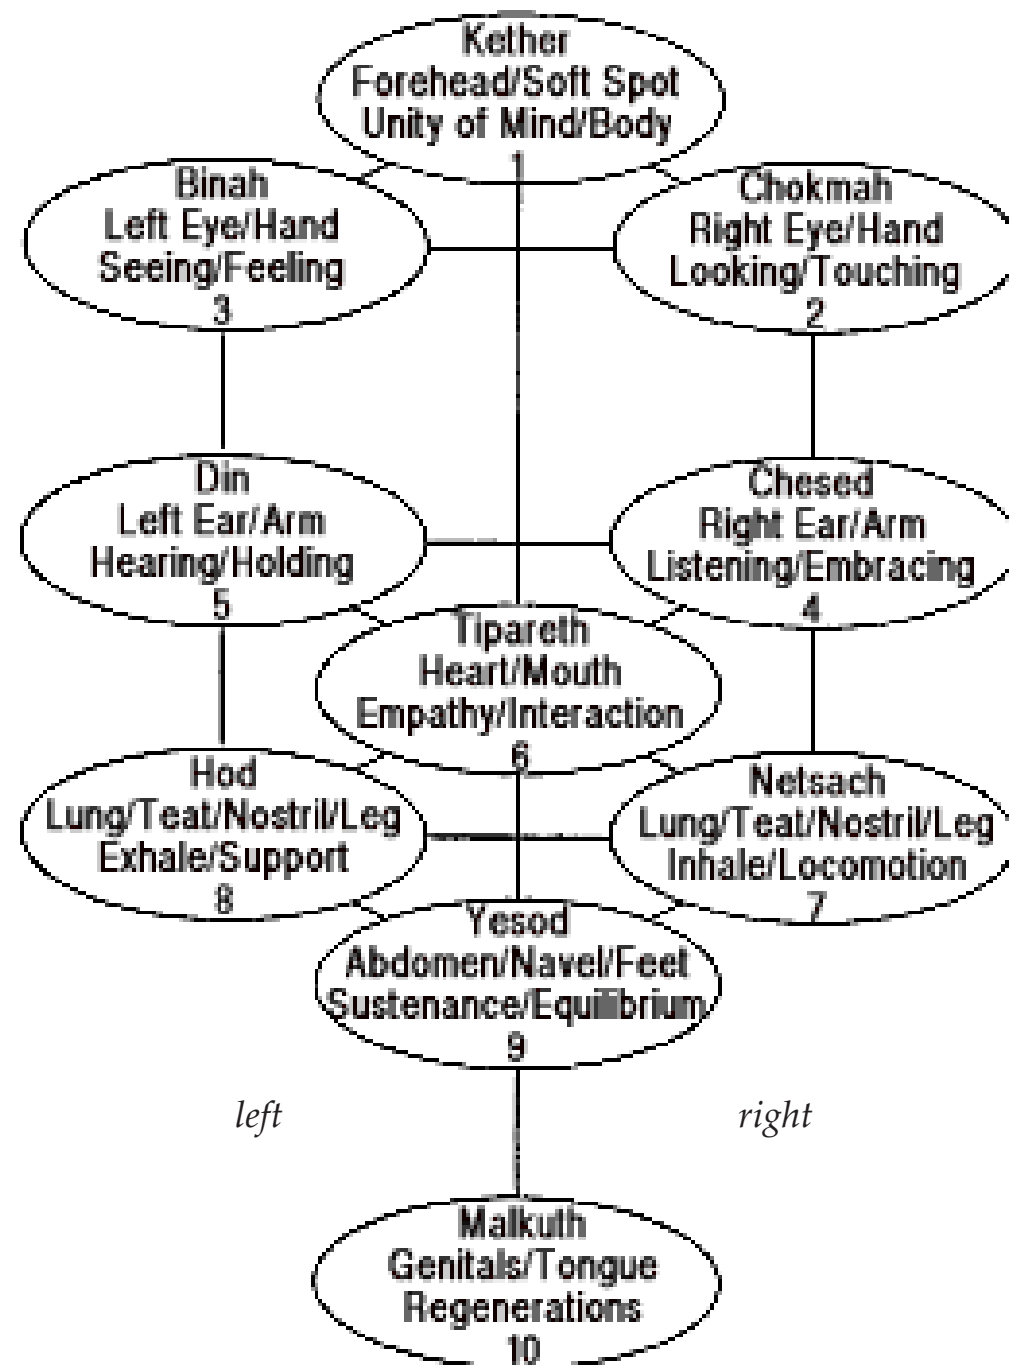 Kether
Forehead/Soft Spot
Unity of Mind/Body
1
Binah
Left Eye/Hand
Seeing/Feeling
3
Chokmah
Right Eye/Hand
Looking/Touching
2
Din
Left Ear/Arm
Hearing/Holding
5
Chesed
Right Ear/Arm
Listening/Embracing
4
Tipareth
Heart/Mouth
Empathy/Interaction
6
Hod
Lung/Teat/Nostril/Leg
Exhale/Support
8
Netsach
Lung/Teat/Nostril/Leg
Inhale/Locomotion
7
Yesod
Abdomen/Navel/Feet
Sustenance/Equilibrium
9
left
right
Malkuth
Genitals/Tongue
Regenerations
10